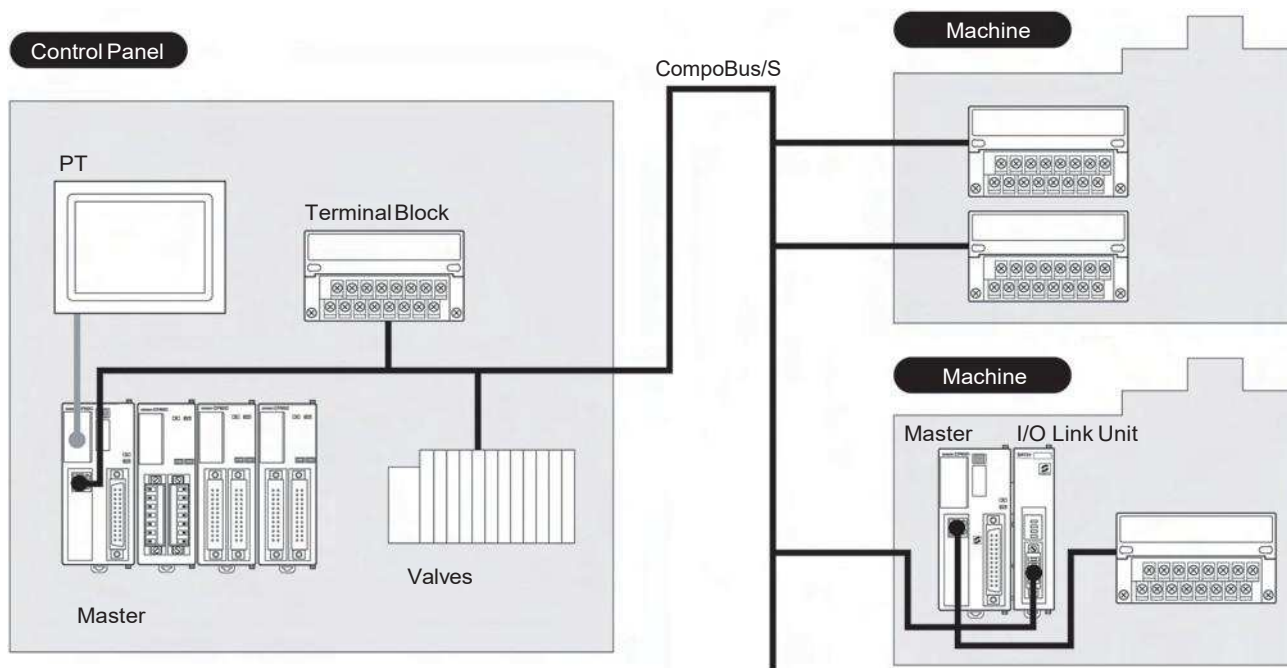 Control Panel
Machine
CompoBus/S
PT
Terminal Block
Machine
Master
I/O Link Unit
Valves
Master